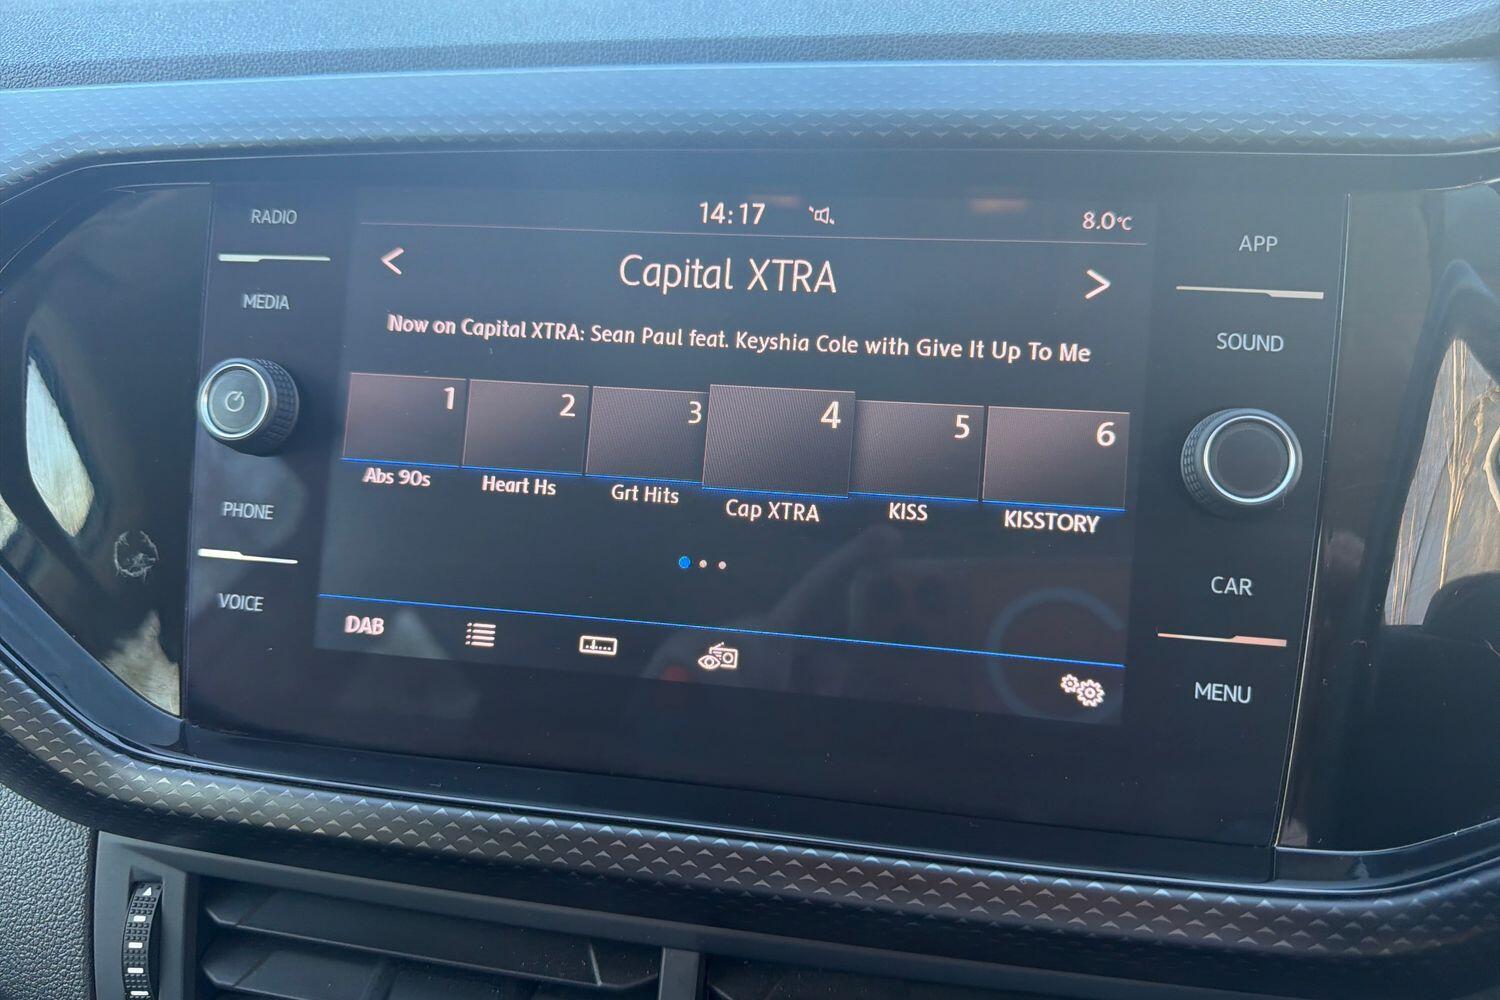 RADIO
MEDIA
PHONE
VOICE
14:17
8.0°C
Capital XTRA
Now on Capital XTRA: Sean Paul feat. Keyshia Cole with Give It Up To Me
1
2
3
4
5
6
Abs 90s
Heart Hs
Grt Hits
Cap XTRA
KISS
KISSTORY
DAB
APP
SOUND
CAR
MENU